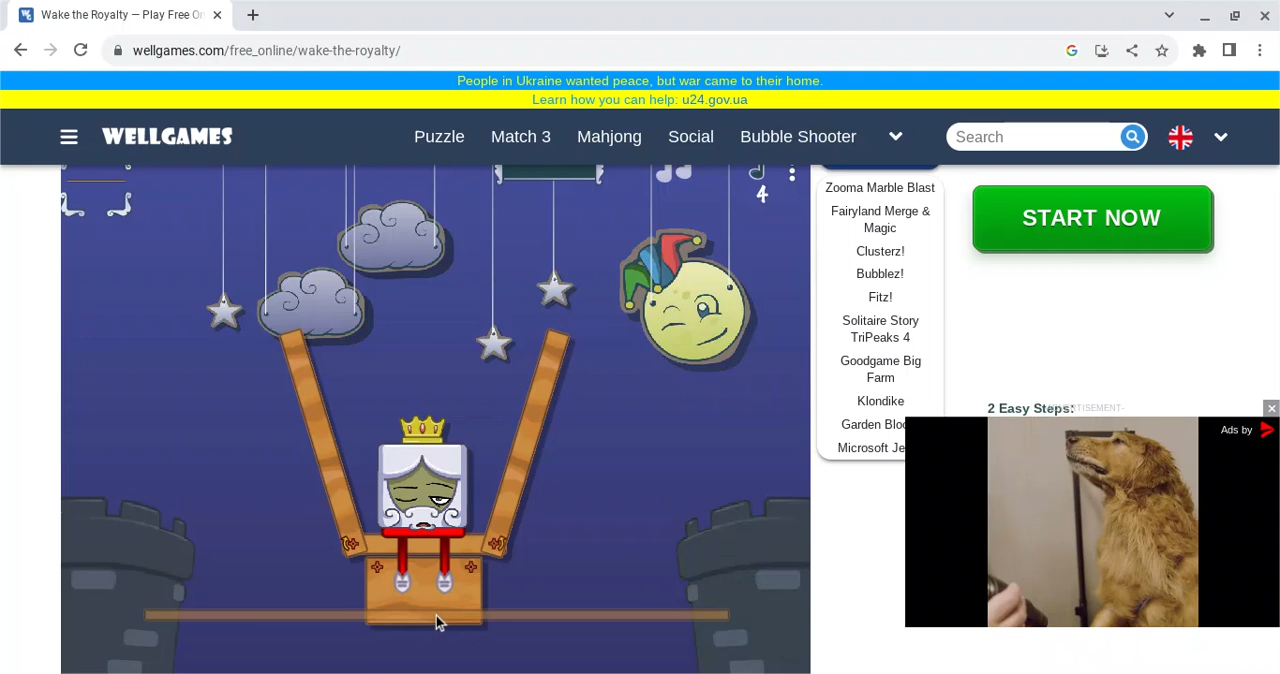 Wake the Royalty — Play Free On
wellgames.com/free_online/wake-the-royalty/
People in Ukraine wanted peace, but war came to their home.
Learn how you can help: u24.gov.ua
WELLGAMES
Puzzle
Match 3
Mahjong
Social
Bubble Shooter
Search
4
Zooma Marble Blast
Fairyland Merge &
Magic
Clusterz!
Bubblez!
Fitz!
Solitaire Story
TriPeaks 4
Goodgame Big
Farm
Klondike
Garden Bloo
Microsoft Je
START NOW
2 Easy Steps:
Ads by